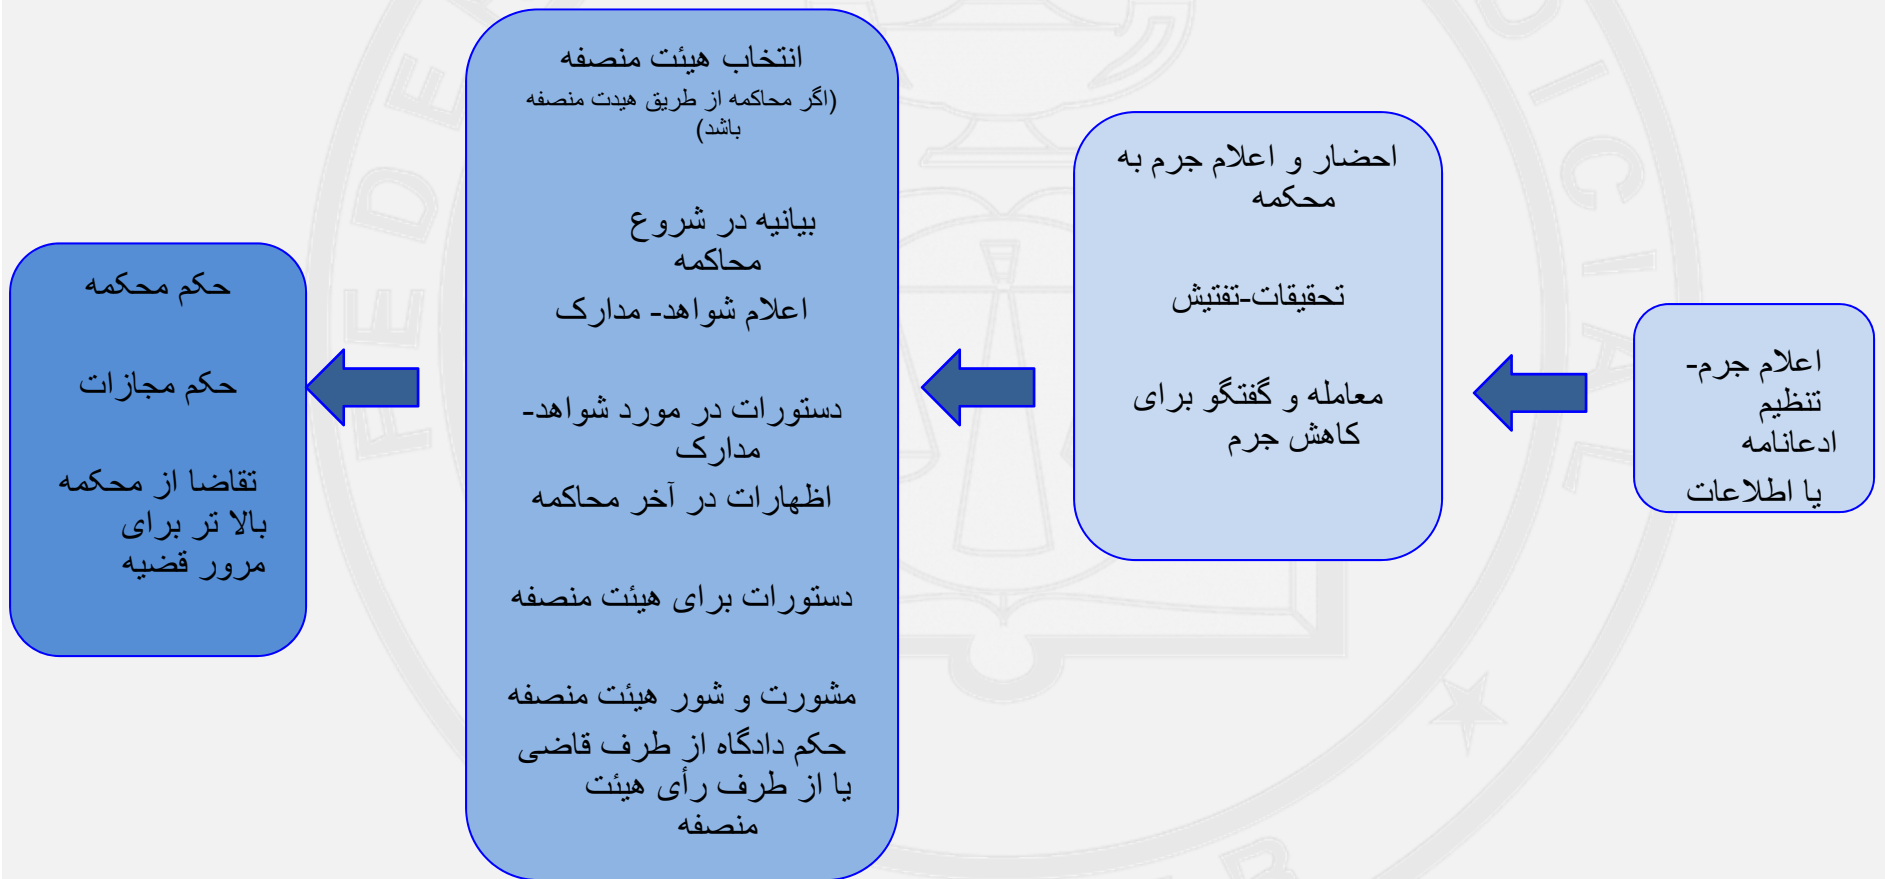 اعلام جرم-
تنظیم
ادعانامه
یا اطلاعات
احضار و اعلام جرم به
محکمه
تحقیقات-تفتیش
معامله و گفتگو برای
کاهش جرم
انتخاب هیئت منصفه
(اگر محاکمه از طریق هیدت منصفه
باشد)
بیانیه در شروع
محاکمه
اعلام شواهد- مدارک
دستورات در مورد شواهد-
مدارک
اظهارات در آخر محاکمه
دستورات برای هیئت منصفه
مشورت و شور هیئت منصفه
حکم دادگاه از طرف قاضی
یا از طرف رأی هیئت
منصفه
حکم محکمه
حکم مجازات
تقاضا از محکمه
بالا تر برای
مرور قضیه